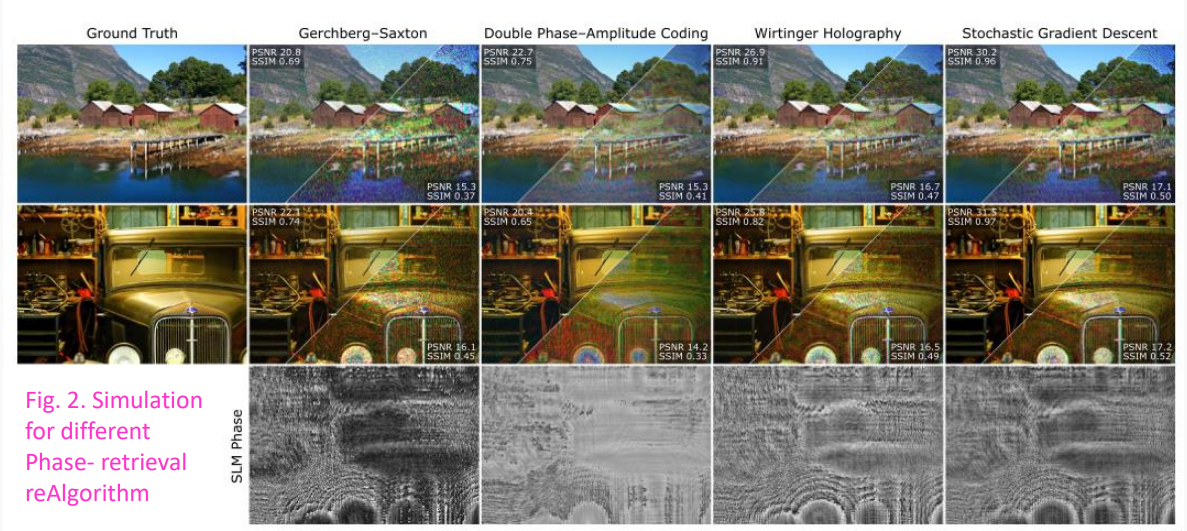 Ground Truth
Gerchberg–Saxton
Double Phase–Amplitude Coding
Wirtinger Holography
Stochastic Gradient Descent
PSNR 20.8
SSIM 0.69
PSNR 22.7
SSIM 0.75
PSNR 26.9
SSIM 0.91
PSNR 30.2
SSIM 0.96
PSNR 15.3
SSIM 0.37
PSNR 15.3
SSIM 0.41
PSNR 16.7
SSIM 0.47
PSNR 17.1
SSIM 0.50
PSNR 22.1
SSIM 0.74
PSNR 20.4
SSIM 0.65
PSNR 25.8
SSIM 0.82
PSNR 31.5
SSIM 0.97
PSNR 16.1
SSIM 0.45
PSNR 14.2
SSIM 0.33
PSNR 16.5
SSIM 0.49
PSNR 17.2
SSIM 0.52
Fig. 2. Simulation
for different
Phase- retrieval
reAlgorithm
SLM Phase